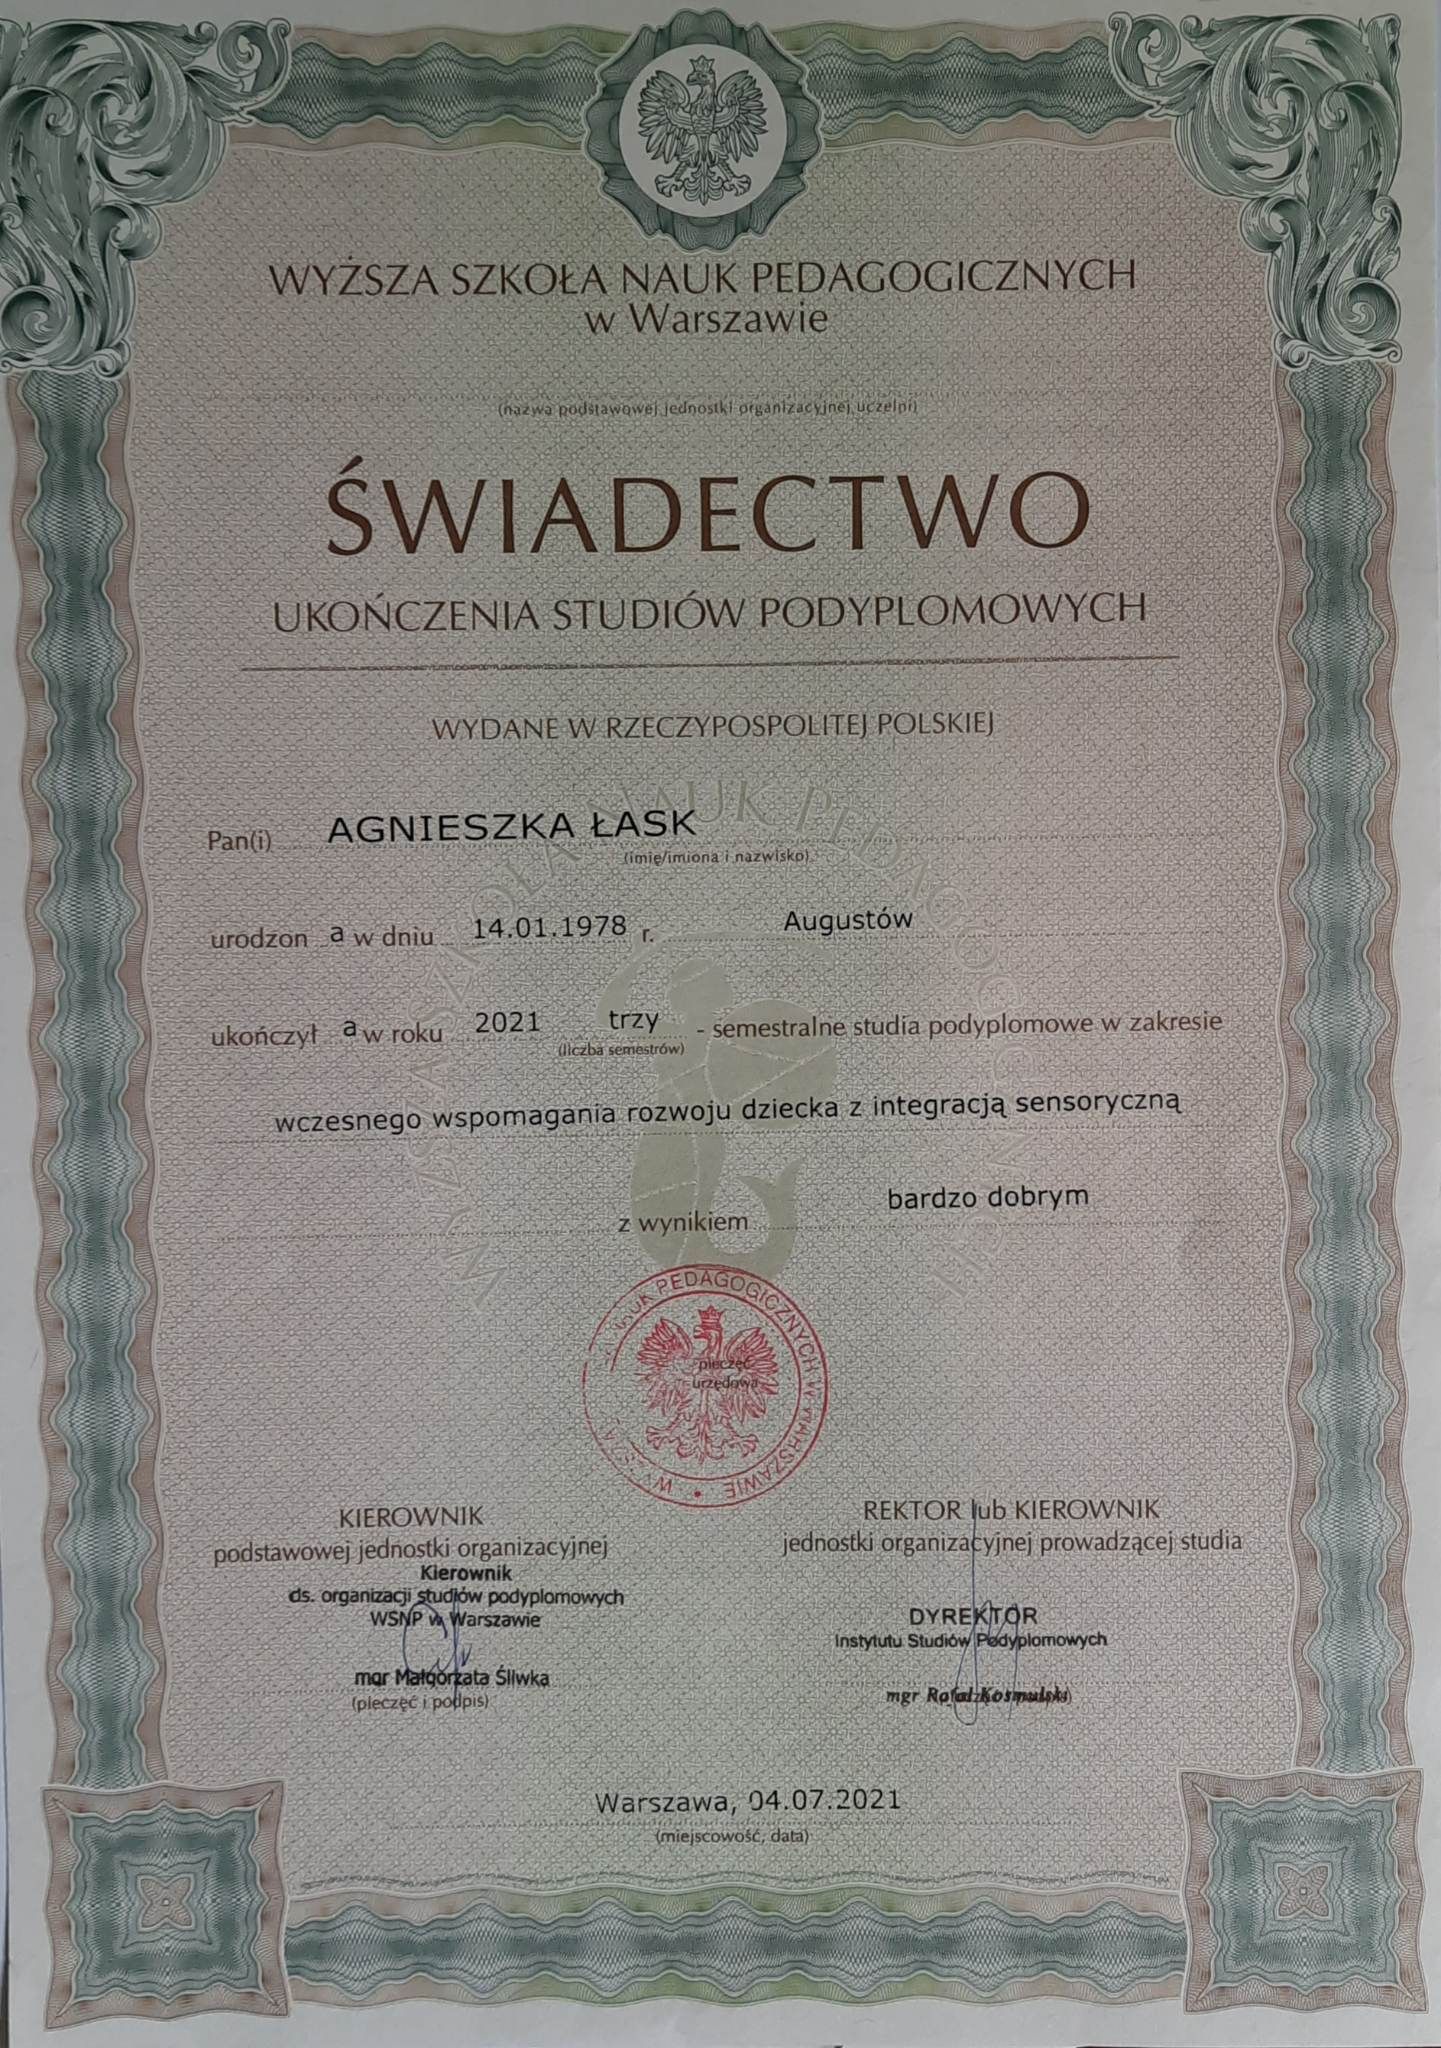 WYŻSZA SZKOŁA NAUK PEDAGOGICZNYCH
w Warszawie
(nazwa podstawowej jednostki organizacyjnej uczelni)
ŚWIADECTWO
UKOŃCZENIA STUDIÓW PODYPLOMOWYCH
WYDANE W RZECZYPOSPOLITEJ POLSKIEJ
Pan(i) AGNIESZKA ŁASK
(imię/imiona i nazwisko)
urodzon a w dniu 14.01.1978 r. Augustów
ukończył a w roku 2021 trzy - semestralne studia podyplomowe w zakresie
(liczba semestrów)
wczesnego wspomagania rozwoju dziecka z integracją sensoryczną
z wynikiem bardzo dobrym
NAUK PEDAGOGICZNYCH W WARSZAWIE
pieczęć
urzędowa
KIEROWNIK
podstawowej jednostki organizacyjnej
Kierownik
ds. organizacji studiów podyplomowych
WSNP w Warszawie
mgr Małgorzata Śliwka
(pieczęć i podpis)
REKTOR lub KIEROWNIK
jednostki organizacyjnej prowadzącej studia
DYREKTOR
Instytutu Studiów Podyplomowych
mgr Rafał Kosmulski
Warszawa, 04.07.2021
(miejscowość, data)